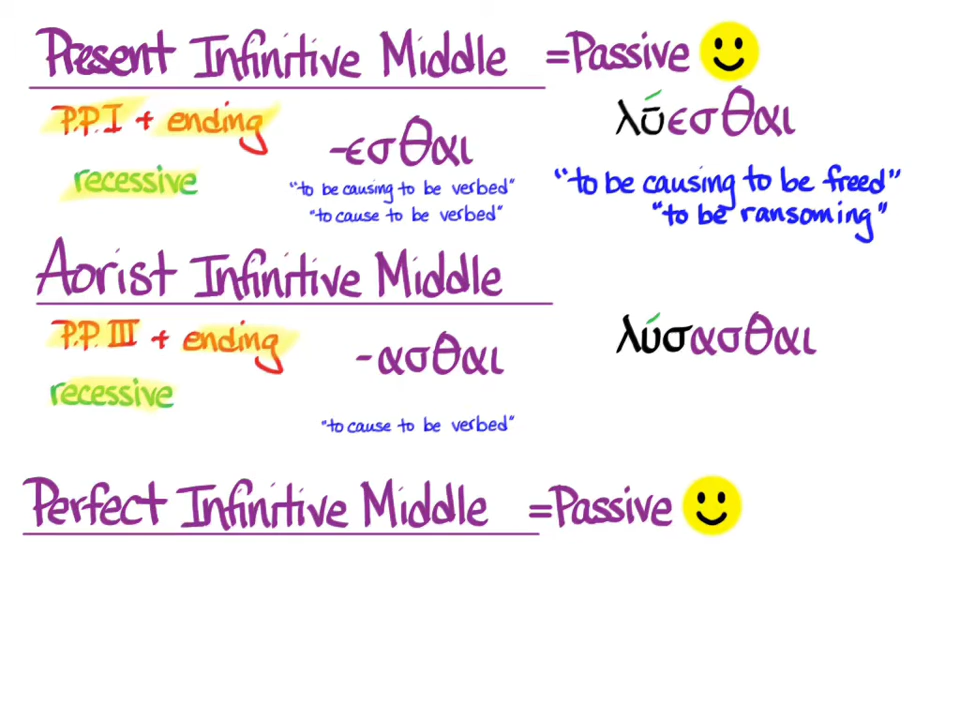 Present Infinitive Middle =Passive
P.P.I + ending
-εσθαι
λῡ́εσθαι
recessive
"to be causing to be verbed"
"to cause to be verbed"
"to be causing to be freed"
"to be ransoming"
Aorist Infinitive Middle
P.P. III + ending
-ασθαι
λύσασθαι
recessive
"to cause to be verbed"
Perfect Infinitive Middle =Passive